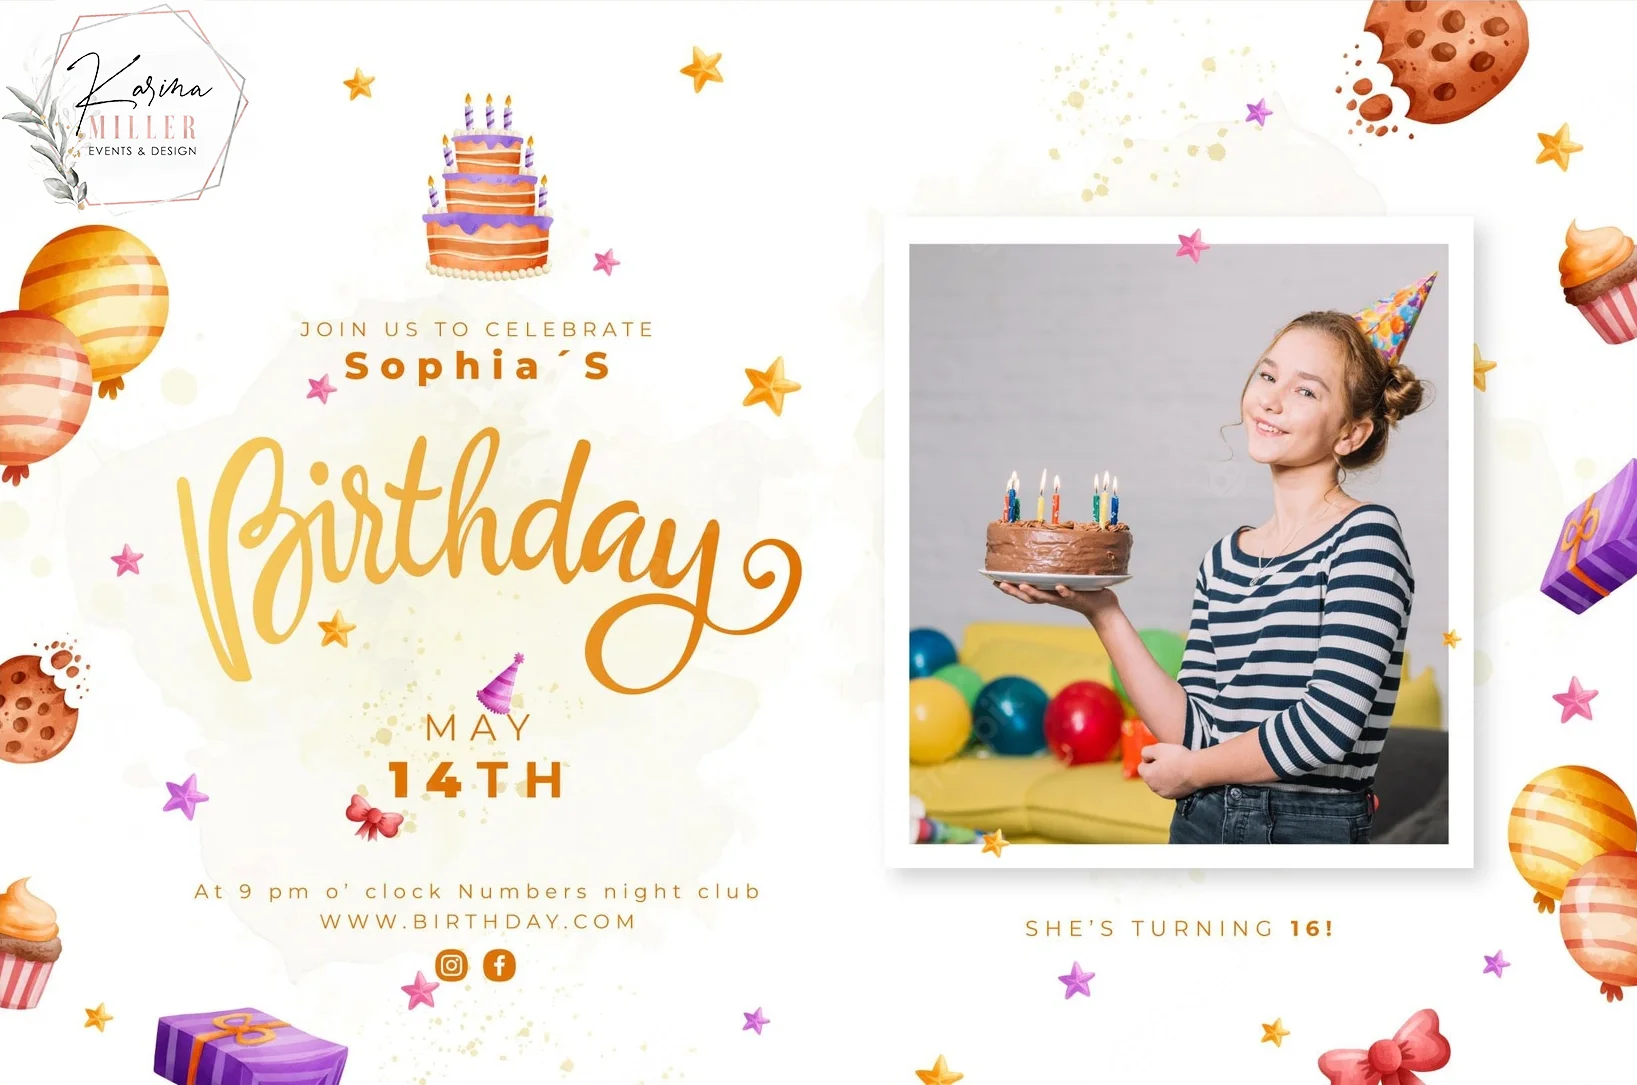 Karina
MILLER
EVENTS & DESIGN
JOIN US TO CELEBRATE
Sophia´S
Birthday
MAY
14TH
At 9 pm o’ clock Numbers night club
WWW.BIRTHDAY.COM
SHE’S TURNING 16!